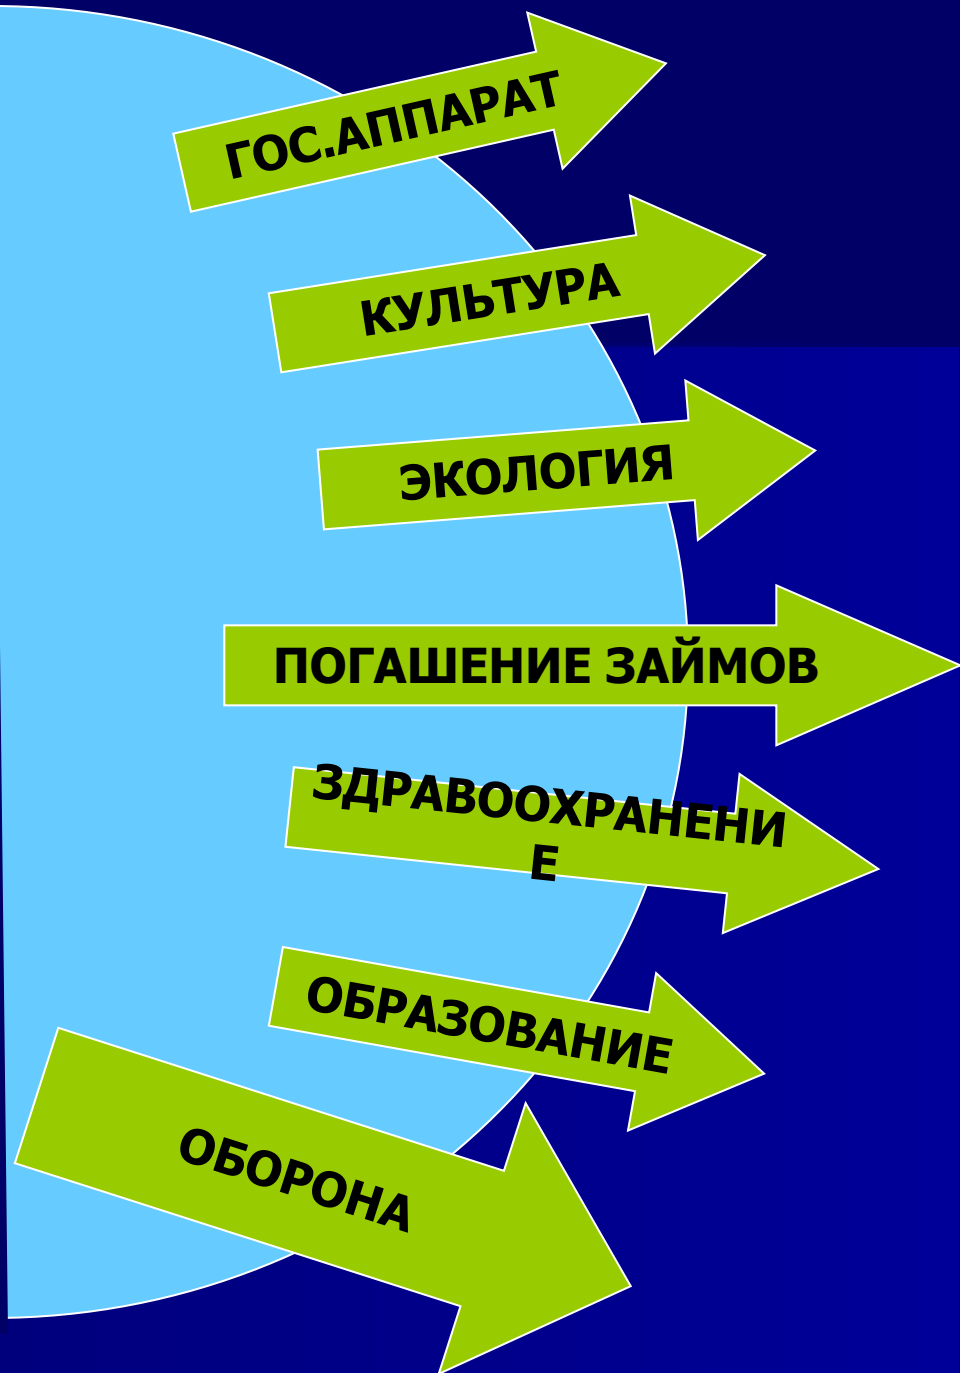 ГОС.АППАРАТ
КУЛЬТУРА
ЭКОЛОГИЯ
ПОГАШЕНИЕ ЗАЙМОВ
ЗДРАВООХРАНЕНИ
Е
ОБРАЗОВАНИЕ
ОБОРОНА